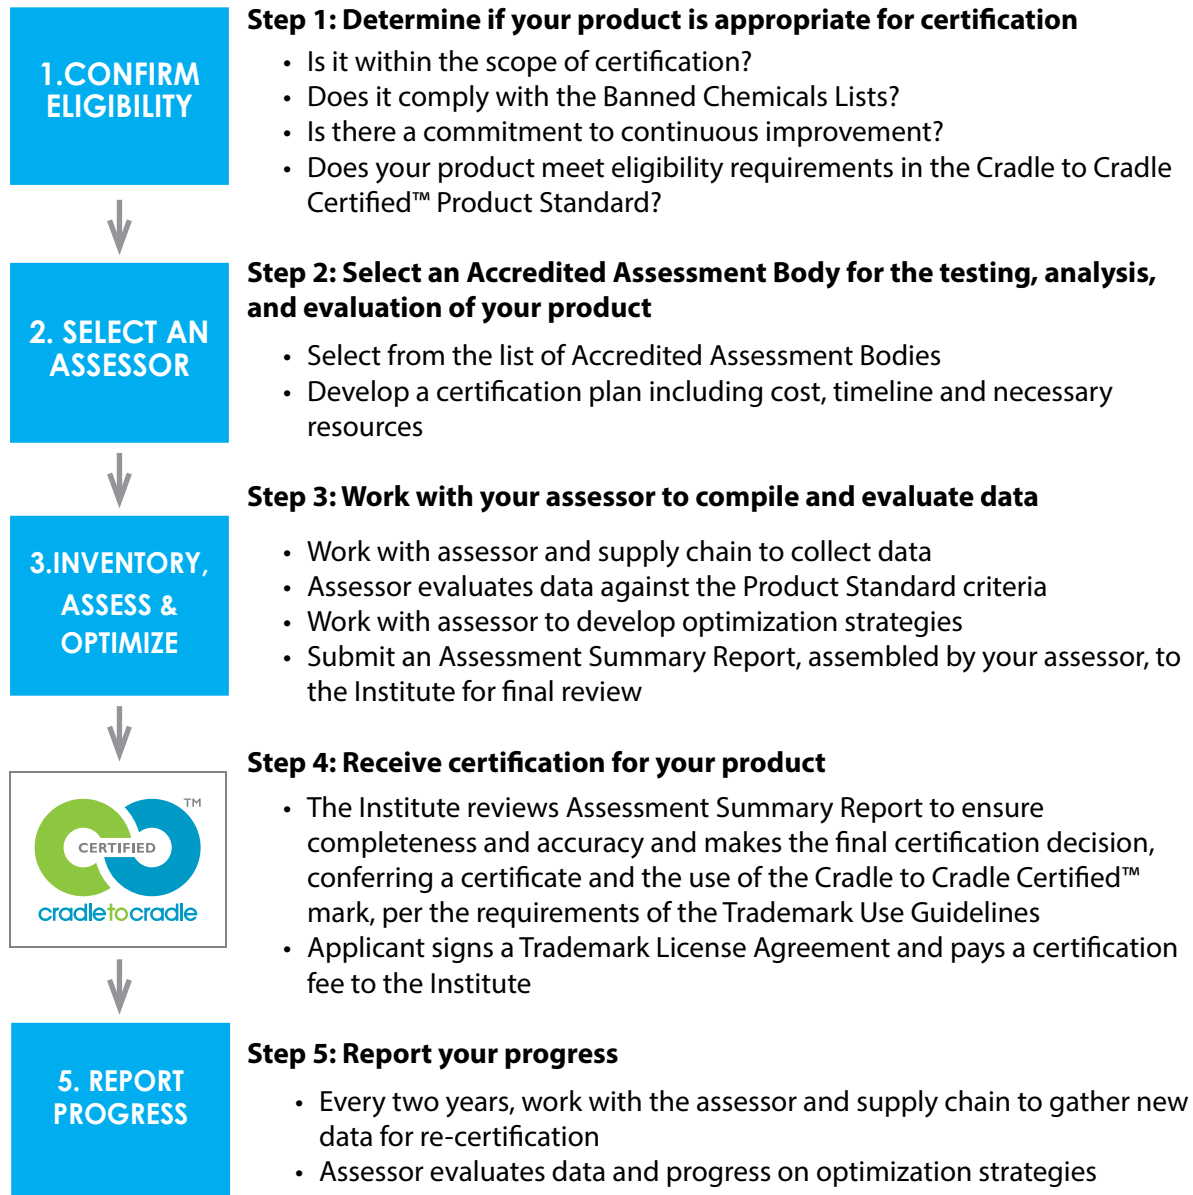 1.CONFIRM
ELIGIBILITY
Step 1: Determine if your product is appropriate for certification
• Is it within the scope of certification?
• Does it comply with the Banned Chemicals Lists?
• Is there a commitment to continuous improvement?
• Does your product meet eligibility requirements in the Cradle to Cradle
Certified™ Product Standard?
2. SELECT AN
ASSESSOR
Step 2: Select an Accredited Assessment Body for the testing, analysis,
and evaluation of your product
• Select from the list of Accredited Assessment Bodies
• Develop a certification plan including cost, timeline and necessary
resources
3.INVENTORY,
ASSESS &
OPTIMIZE
Step 3: Work with your assessor to compile and evaluate data
• Work with assessor and supply chain to collect data
• Assessor evaluates data against the Product Standard criteria
• Work with assessor to develop optimization strategies
• Submit an Assessment Summary Report, assembled by your assessor, to
the Institute for final review
TM
CERTIFIED
cradletocradle
Step 4: Receive certification for your product
• The Institute reviews Assessment Summary Report to ensure
completeness and accuracy and makes the final certification decision,
conferring a certificate and the use of the Cradle to Cradle Certified™
mark, per the requirements of the Trademark Use Guidelines
• Applicant signs a Trademark License Agreement and pays a certification
fee to the Institute
5. REPORT
PROGRESS
Step 5: Report your progress
• Every two years, work with the assessor and supply chain to gather new
data for re-certification
• Assessor evaluates data and progress on optimization strategies